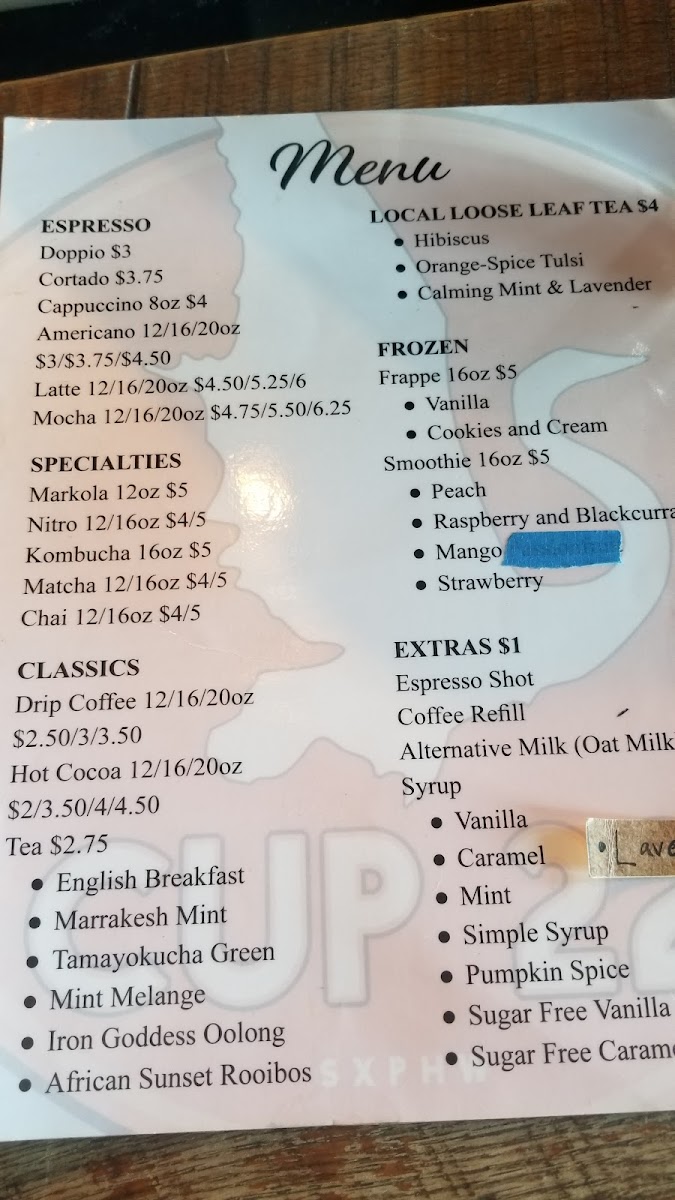 Menu
ESPRESSO
Doppio $3
Cortado $3.75
Cappuccino 8oz $4
Americano 12/16/20oz
$3/$3.75/$4.50
Latte 12/16/20oz $4.50/5.25/6
Mocha 12/16/20oz $4.75/5.50/6.25
SPECIALTIES
Markola 12oz $5
Nitro 12/16oz $4/5
Kombucha 16oz $5
Matcha 12/16oz $4/5
Chai 12/16oz $4/5
CLASSICS
Drip Coffee 12/16/20oz
$2.50/3/3.50
Hot Cocoa 12/16/20oz
$2/3.50/4/4.50
Tea $2.75
• English Breakfast
• Marrakesh Mint
• Tamayokucha Green
• Mint Melange
• Iron Goddess Oolong
• African Sunset Rooibos
LOCAL LOOSE LEAF TEA $4
• Hibiscus
• Orange-Spice Tulsi
• Calming Mint & Lavender
FROZEN
Frappe 16oz $5
• Vanilla
• Cookies and Cream
Smoothie 16oz $5
• Peach
• Raspberry and Blackcurra
• Mango
• Strawberry
EXTRAS $1
Espresso Shot
Coffee Refill
Alternative Milk (Oat Milk
Syrup
• Vanilla
• Caramel
• Lave
• Mint
• Simple Syrup
• Pumpkin Spice
• Sugar Free Vanilla
• Sugar Free Carame
CUP 22